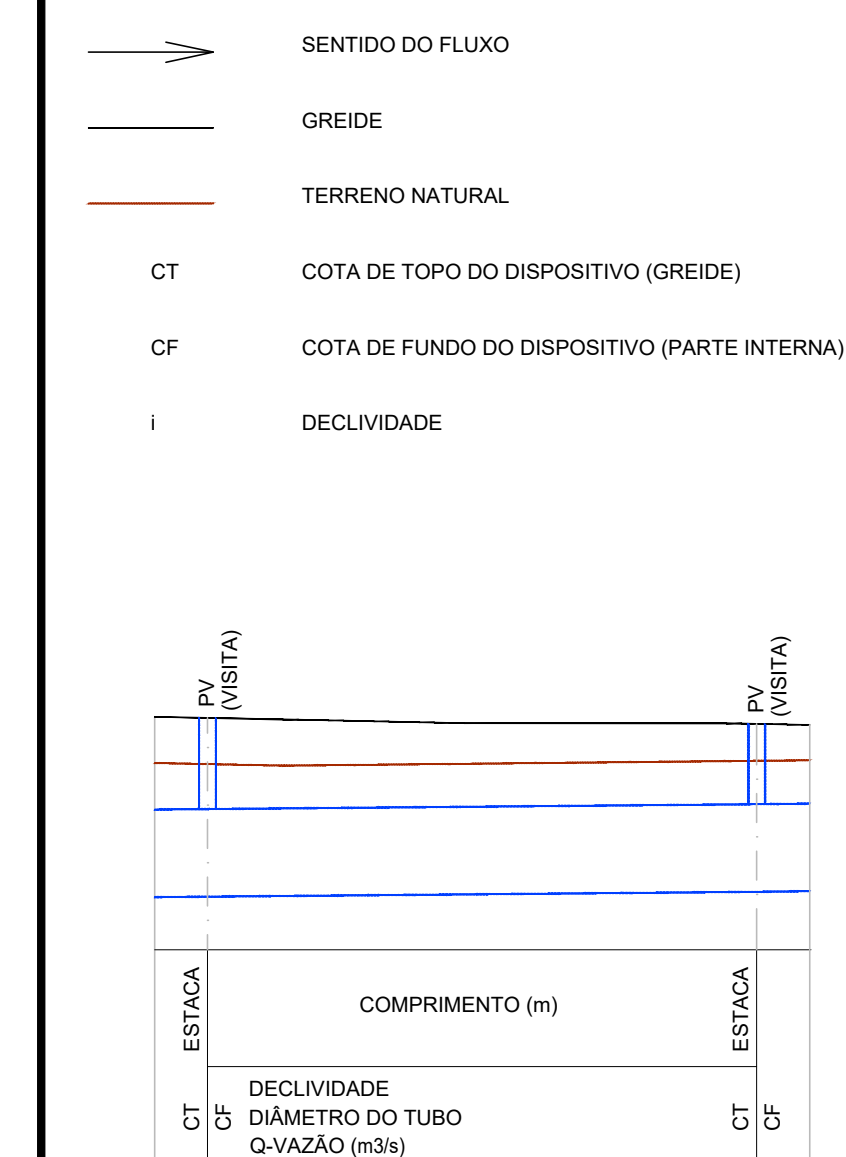 SENTIDO DO FLUXO
GREIDE
TERRENO NATURAL
CT COTA DE TOPO DO DISPOSITIVO (GREIDE)
CF COTA DE FUNDO DO DISPOSITIVO (PARTE INTERNA)
i DECLIVIDADE
PV
(VISITA)
PV
(VISITA)
ESTACA
COMPRIMENTO (m)
ESTACA
CT
CF
DECLIVIDADE
DIÂMETRO DO TUBO
Q-VAZÃO (m3/s)
CT
CF